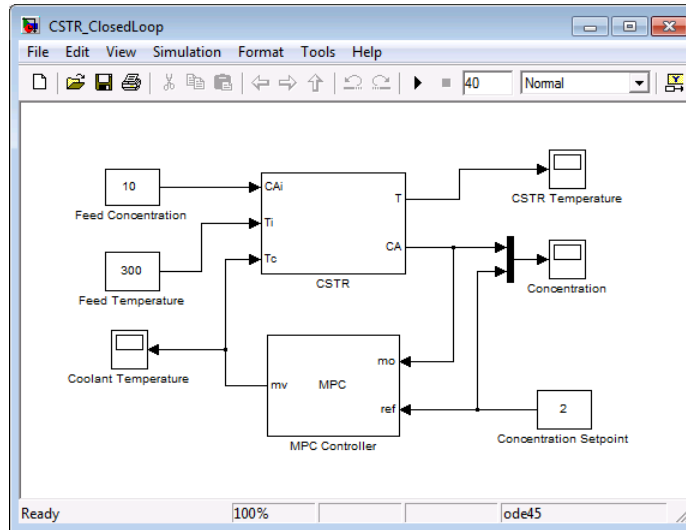 CSTR_ClosedLoop
File Edit View Simulation Format Tools Help
40 Normal
10
Feed Concentration
300
Feed Temperature
CAi
Ti
Tc
T
CA
CSTR
CSTR Temperature
Concentration
Coolant Temperature
mv
MPC
mo
ref
MPC Controller
2
Concentration Setpoint
Ready 100% ode45